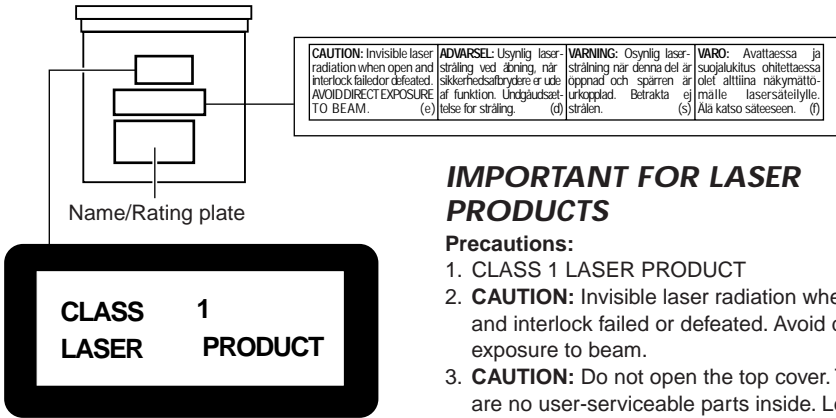 CAUTION: Invisible laser
radiation when open and
interlock failedor defeated.
AVOID DIRECT EXPOSURE
TO BEAM. (e)
ADVARSEL: Usynlig laser-
stråling ved åbning, når
sikkerhedsafbrydere er ude
af funktion. Undgåudsæt-
telse for stråling. (d)
VARNING: Osynlig laser-
strålning när denna del är
öppnad och spärren är
urkopplad. Betrakta ej
strålen. (s)
VARO: Avattaessa ja
suojalukitus ohitettaessa
olet alttiina näkymättö-
mälle lasersäteilylle.
Älä katso säteeseen. (f)
Name/Rating plate
CLASS 1
LASER PRODUCT
IMPORTANT FOR LASER
PRODUCTS
Precautions:
1. CLASS 1 LASER PRODUCT
2. CAUTION: Invisible laser radiation
and interlock failed or defeated. Avoid
exposure to beam.
3. CAUTION: Do not open the top cover.
are no user-serviceable parts inside.